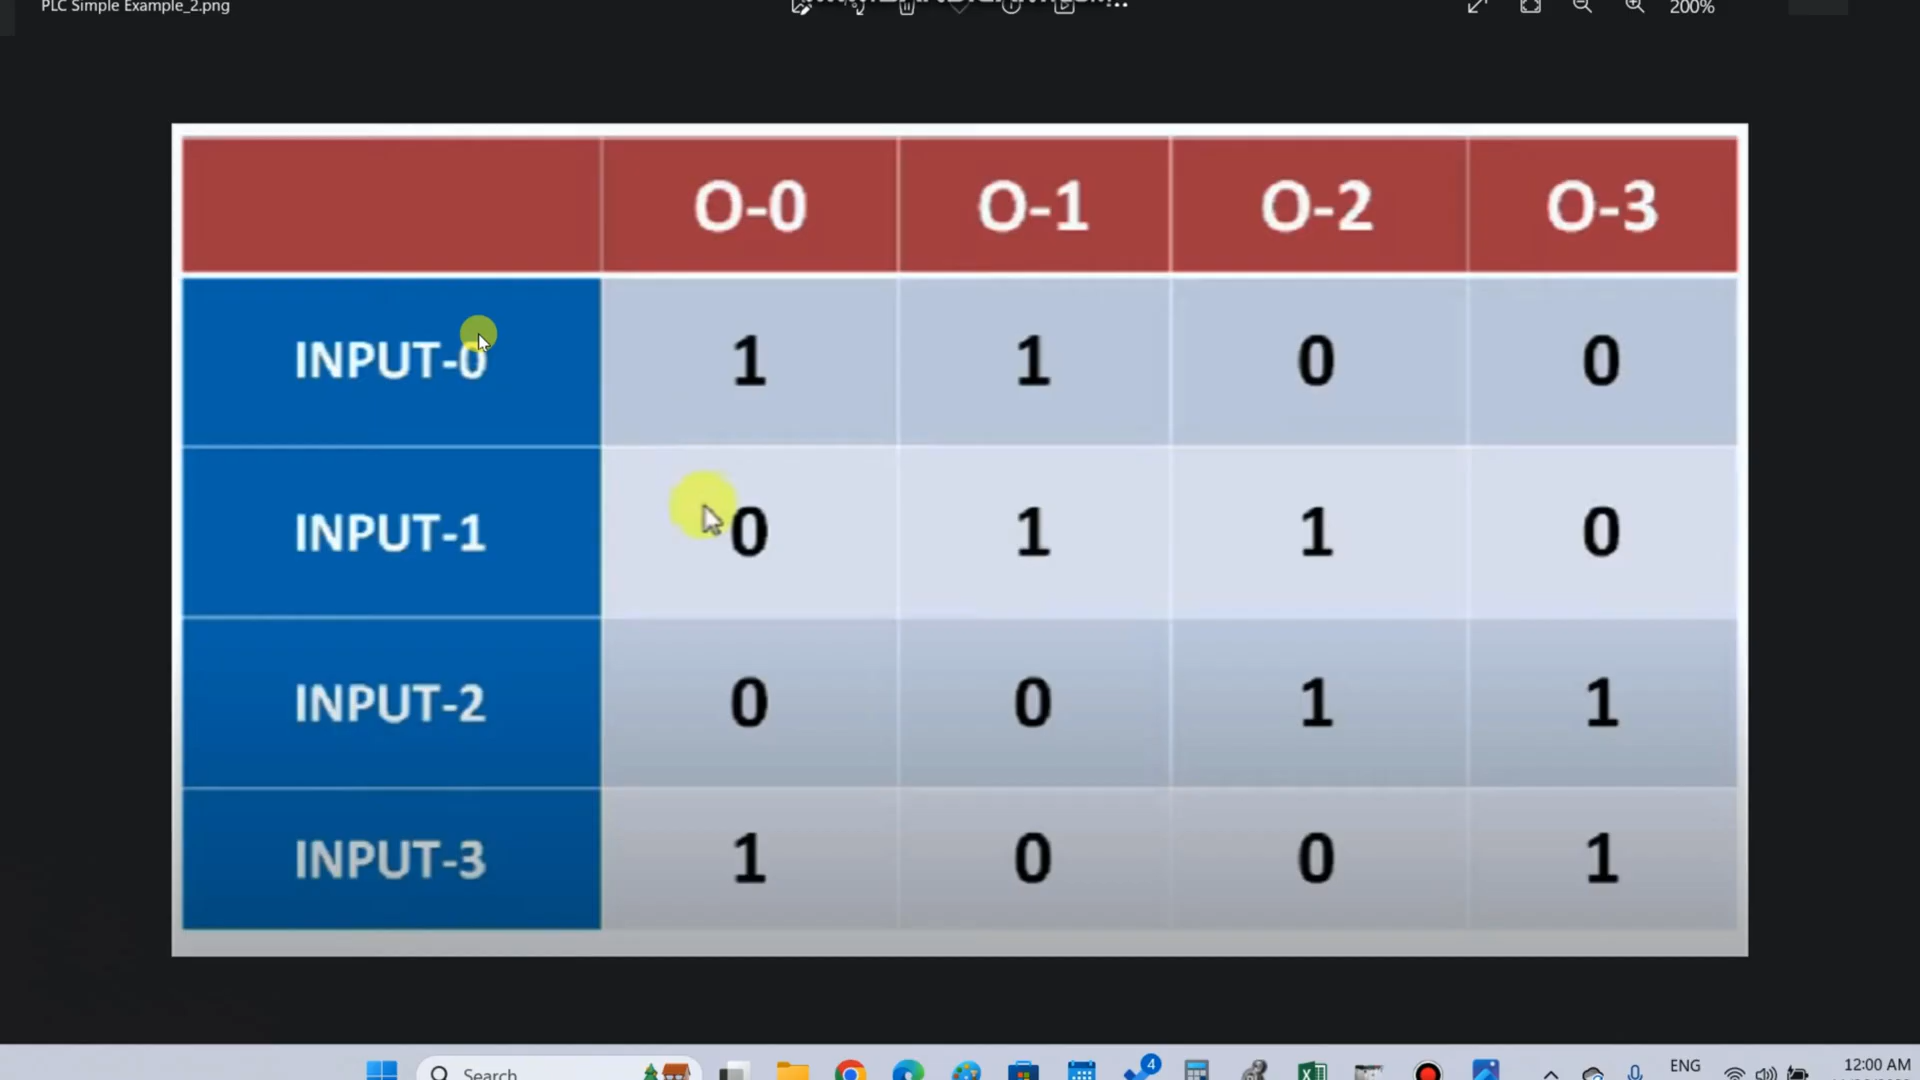 PLC Simple Example_2.png
200%
O-0 O-1 O-2 O-3
INPUT-0 1 1 0 0
INPUT-1 0 1 1 0
INPUT-2 0 0 1 1
INPUT-3 1 0 0 1
Search 4 ENG 12:00 AM